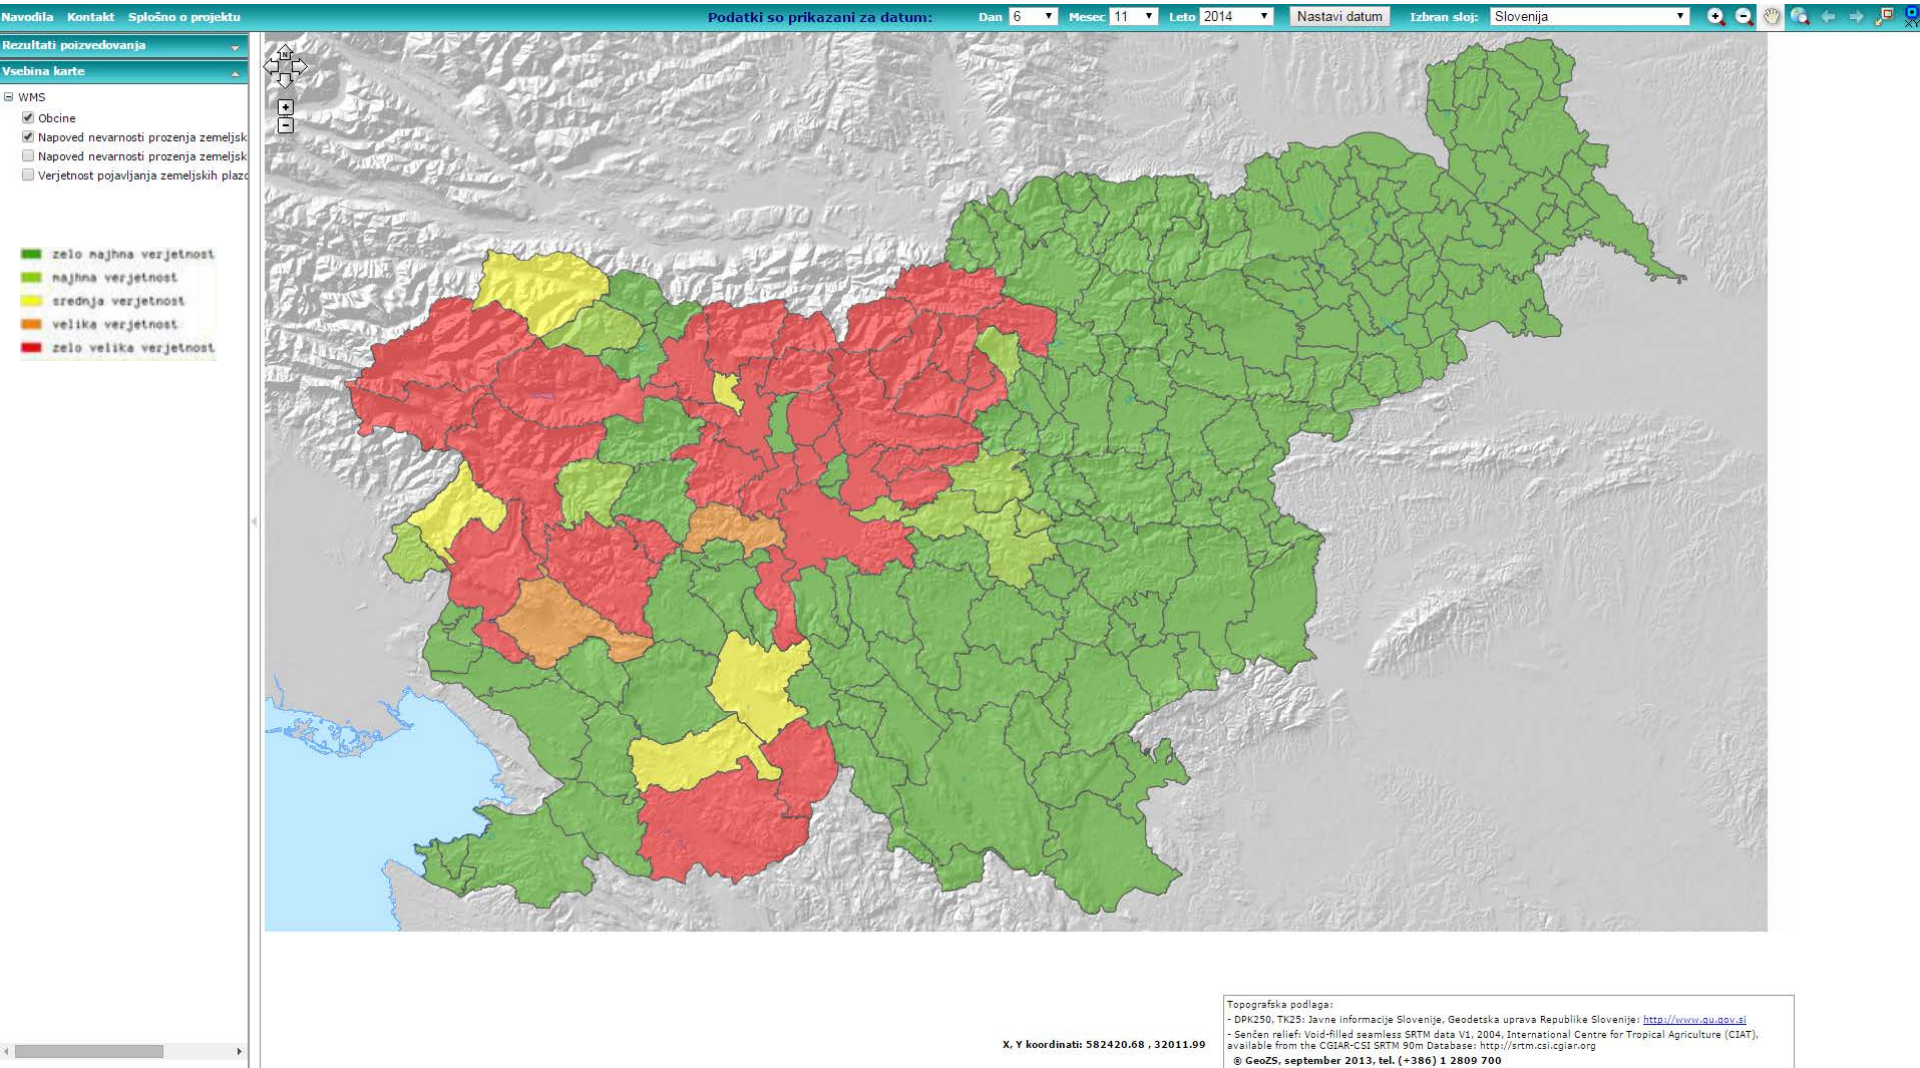 Navodila Kontakt Splošno o projektu
Podatki so prikazani za datum: Dan 6 Mesec 11 Leto 2014 Nastavi datum Izbran sloj: Slovenija
Rezultati poizvedovanja
Vsebina karte
WMS
Obcine
Napoved nevarnosti prozenja zemeljsk
Napoved nevarnosti prozenja zemeljsk
Verjetnost pojavljanja zemeljskih plazo
zelo majhna verjetnost
majhna verjetnost
srednja verjetnost
velika verjetnost
zelo velika verjetnost
N
X, Y koordinati: 582420.68 , 32011.99
Topografska podlaga:
- DPK250, TK25: Javne informacije Slovenije, Geodetska uprava Republike Slovenije: http://www.gu.gov.si
- Senčen relief: Void-filled seamless SRTM data V1, 2004, International Centre for Tropical Agriculture (CIAT),
available from the CGIAR-CSI SRTM 90m Database: http://srtm.csi.cgiar.org
© GeoZS, september 2013, tel. (+386) 1 2809 700